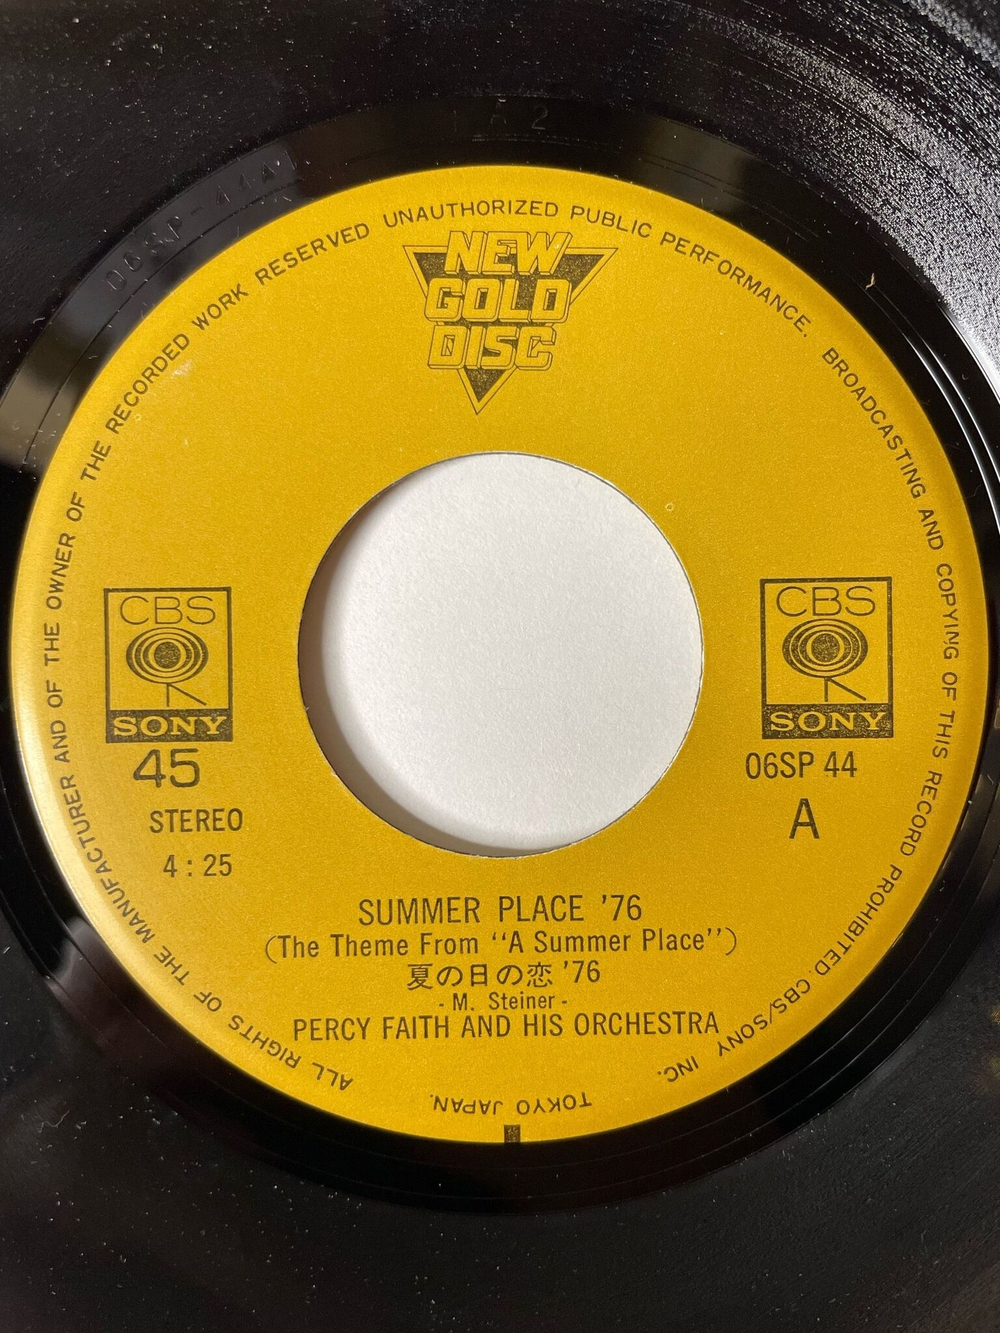 ALL RIGHTS OF THE MANUFACTURER AND OF THE OWNER OF THE RECORDED WORK RESERVED UNAUTHORIZED PUBLIC PERFORMANCE. BROADCASTING AND COPYING OF THIS RECORD PROHIBITED. CBS/SONY INC.
TOKYO JAPAN.
NEW
GOLD
DISC
CBS
SONY
45
STEREO
4:25
CBS
SONY
06SP 44
A
SUMMER PLACE '76
(The Theme From "A Summer Place")
夏の日の恋 '76
- M. Steiner -
PERCY FAITH AND HIS ORCHESTRA